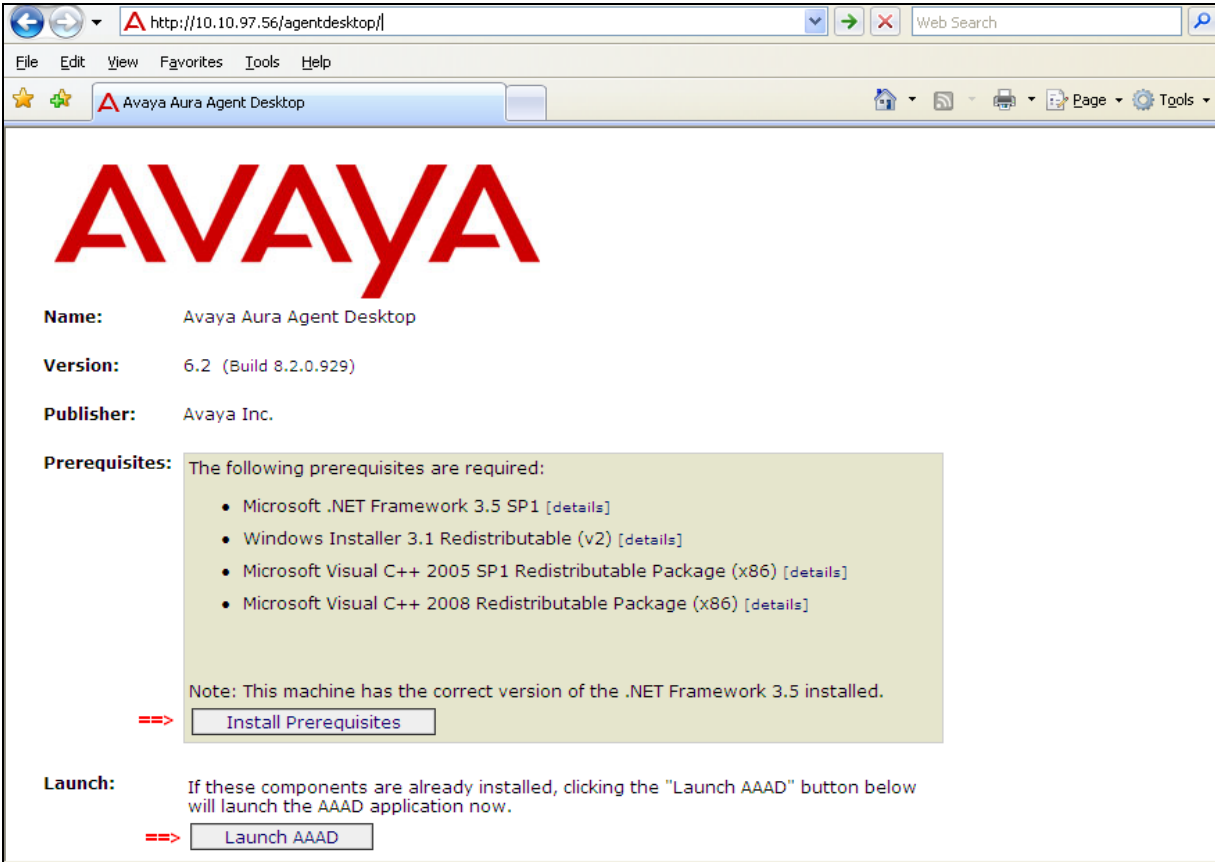 http://10.10.97.56/agentdesktop/
Web Search
File Edit View Favorites Tools Help
Avaya Aura Agent Desktop
Page Tools
AVAYA
Name: Avaya Aura Agent Desktop
Version: 6.2 (Build 8.2.0.929)
Publisher: Avaya Inc.
Prerequisites: The following prerequisites are required:
• Microsoft .NET Framework 3.5 SP1 [details]
• Windows Installer 3.1 Redistributable (v2) [details]
• Microsoft Visual C++ 2005 SP1 Redistributable Package (x86) [details]
• Microsoft Visual C++ 2008 Redistributable Package (x86) [details]
Note: This machine has the correct version of the .NET Framework 3.5 installed.
==> Install Prerequisites
Launch: If these components are already installed, clicking the "Launch AAAD" button below
will launch the AAAD application now.
==> Launch AAAD